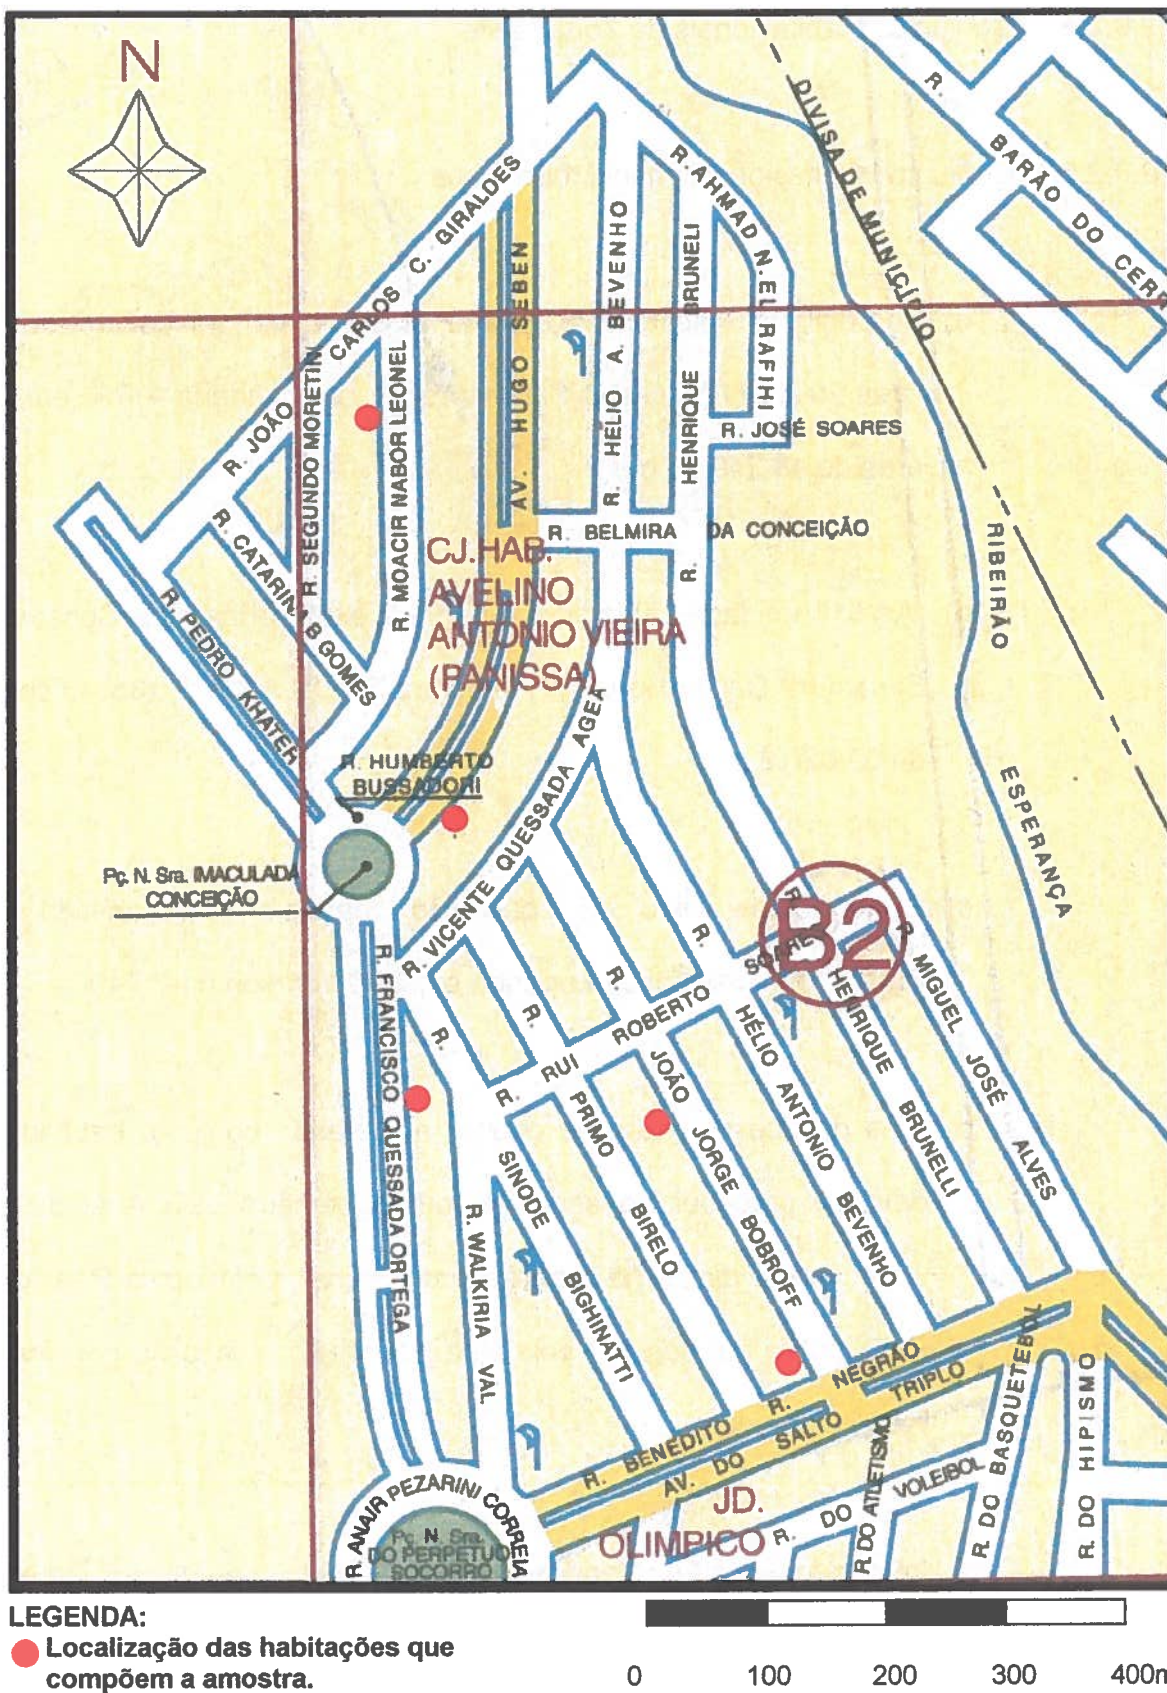 N
R. JOÃO CARLOS C. GIRALDES
R. AHMAD N. EL RAFIHI
DIVISA DE MUNICÍPIO
R. BARÃO DO CERR
R. SEGUNDO MORETINI
R. MOACIR NABOR LEONEL
AV. HUGO SEBEN
R. HÉLIO A. BEVENHO
R. HENRIQUE BRUNELI
R. JOSÉ SOARES
R. BELMIRA DA CONCEIÇÃO
R. CATARINA B GOMES
R. PEDRO KHATER
CJ. HAB.
AVELINO
ANTONIO VIEIRA
(PANISSA)
RIBEIRÃO ESPERANÇA
R. HUMBERTO
BUSSADORI
Pç. N. Sra. IMACULADA
CONCEIÇÃO
R. VICENTE QUESSADA AGEA
B2
R. RUI ROBERTO SOARES
R. FRANCISCO QUESSADA ORTEGA
R. WALKIRIA VAL
R. SINODE BIGHINATTI
R. PRIMO BIRELO
R. JOÃO JORGE BOBROFF
R. HÉLIO ANTONIO BEVENHO
R. HENRIQUE BRUNELLI
R. MIGUEL JOSÉ ALVES
R. BENEDITO R. NEGRÃO
AV. DO SALTO TRIPLO
R. ANAIR PEZARINI CORREIA
Pç. N. Sra.
DO PERPETUO
SOCORRO
JD.
OLIMPICO
R. DO VOLEIBOL
R. DO ATLETISMO
R. DO BASQUETEBOL
R. DO HIPISMO
LEGENDA:
Localização das habitações que
compõem a amostra.
0 100 200 300 400m